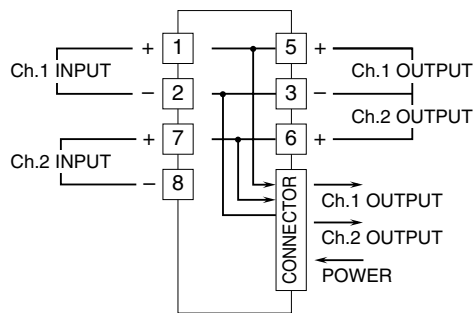 + 1 5 +
Ch.1 INPUT
Ch.1 OUTPUT
− 2 3 −
Ch.2 OUTPUT
+ 7 6 +
Ch.2 INPUT
− 8
CONNECTOR
Ch.1 OUTPUT
Ch.2 OUTPUT
POWER